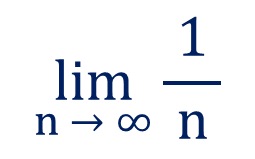 lim 1/n
n → ∞